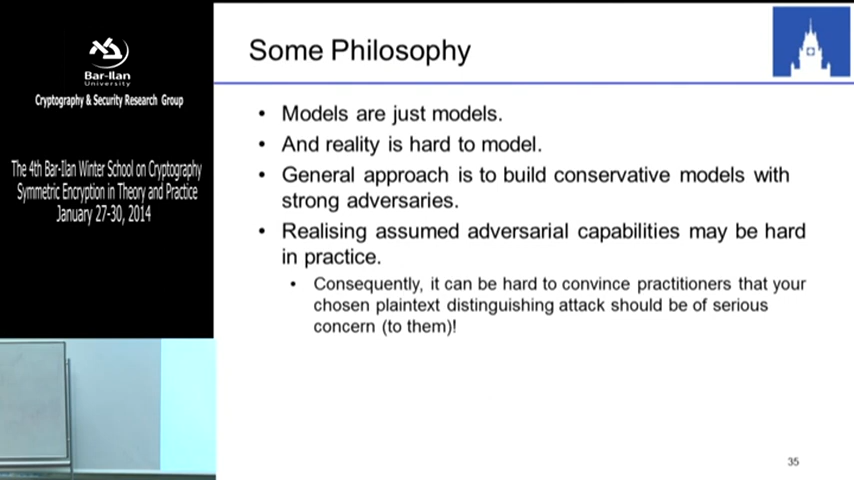 Bar-Ilan
University
Cryptography & Security Research Group
The 4th Bar-Ilan Winter School on Cryptography
Symmetric Encryption in Theory and Practice
January 27-30, 2014
Some Philosophy
• Models are just models.
• And reality is hard to model.
• General approach is to build conservative models with
strong adversaries.
• Realising assumed adversarial capabilities may be hard
in practice.
• Consequently, it can be hard to convince practitioners that your
chosen plaintext distinguishing attack should be of serious
concern (to them)!
35